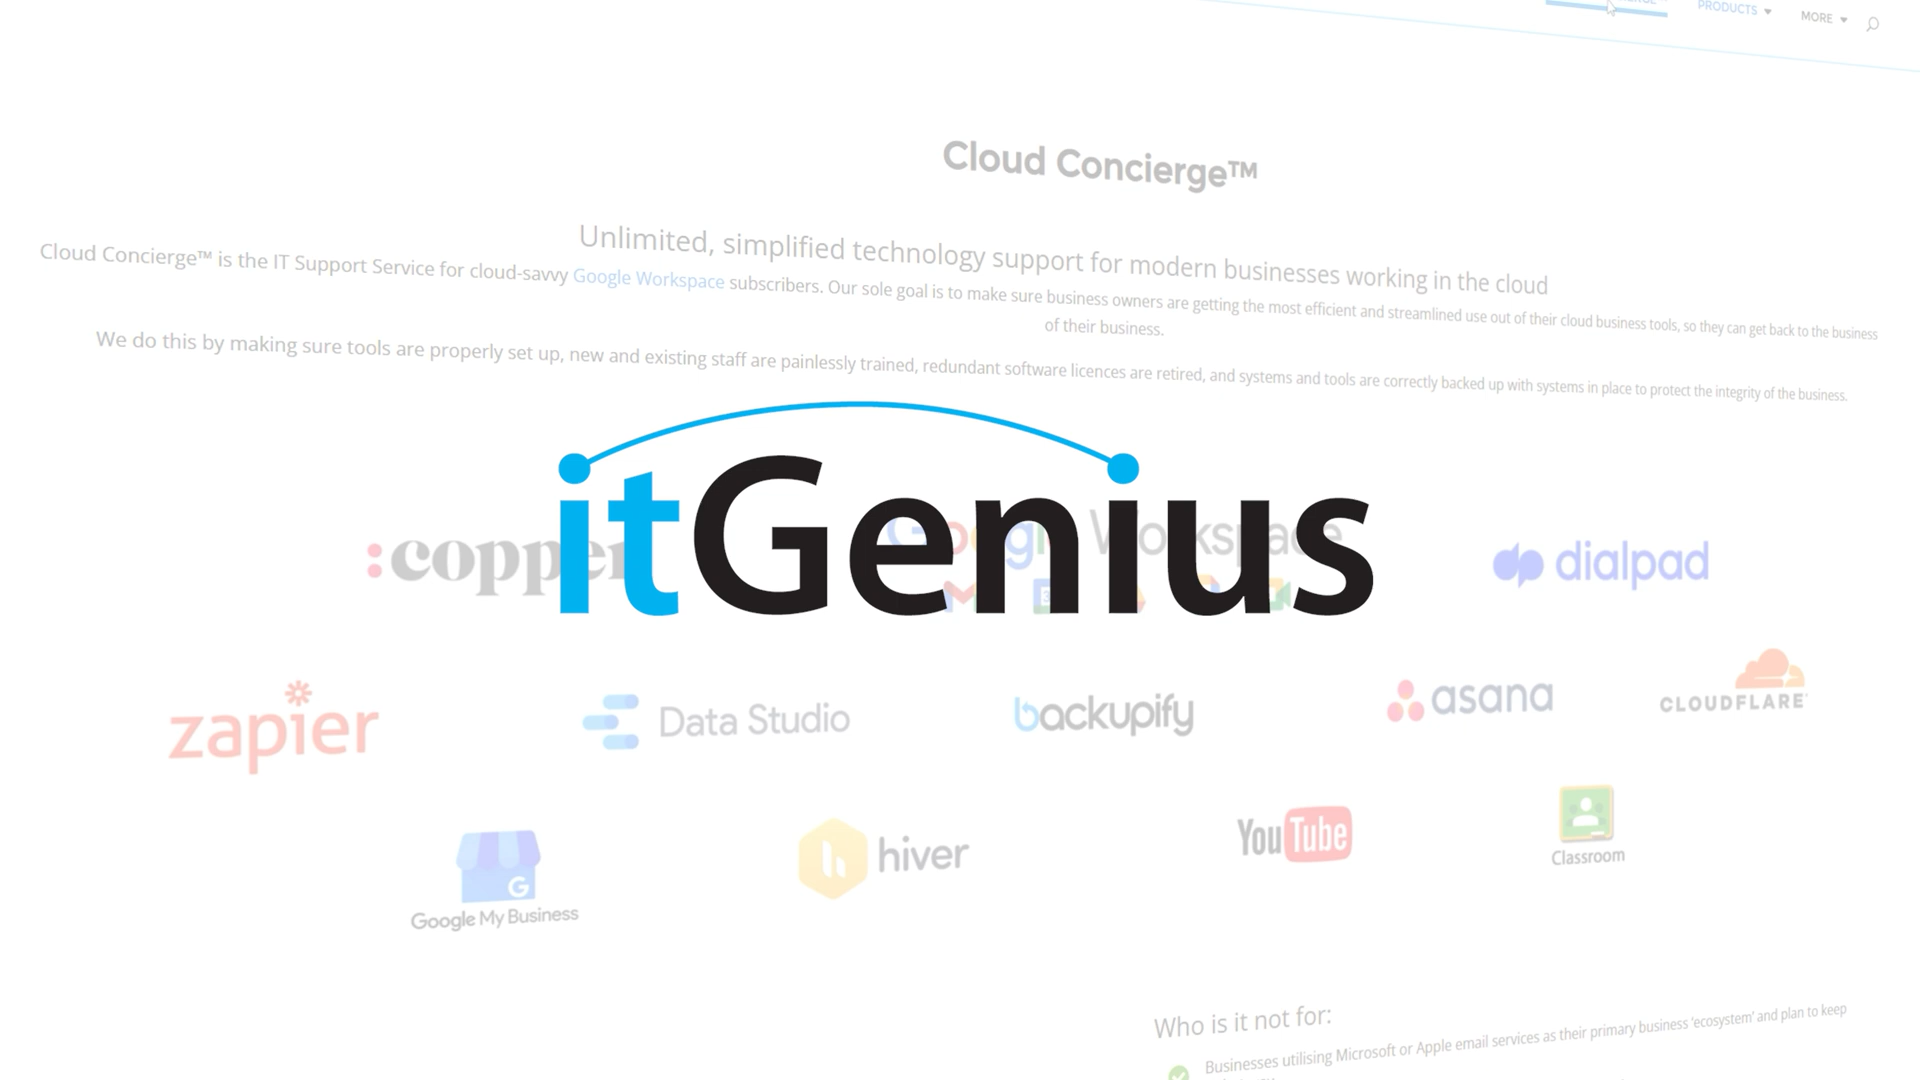 PRODUCTS
MORE
Cloud Concierge™
Unlimited, simplified technology support for modern businesses working in the cloud
Cloud Concierge™ is the IT Support Service for cloud-savvy Google Workspace subscribers. Our sole goal is to make sure business owners are getting the most efficient and streamlined use out of their cloud business tools, so they can get back to the business
of their business.
We do this by making sure tools are properly set up, new and existing staff are painlessly trained, redundant software licences are retired, and systems and tools are correctly backed up with systems in place to protect the integrity of the business.
itGenius
:copper
Google Workspace
dialpad
zapier
Data Studio
backupify
asana
CLOUDFLARE
Google My Business
hiver
YouTube
Classroom
Who is it not for:
Businesses utilising Microsoft or Apple email services as their primary business ‘ecosystem’ and plan to keep